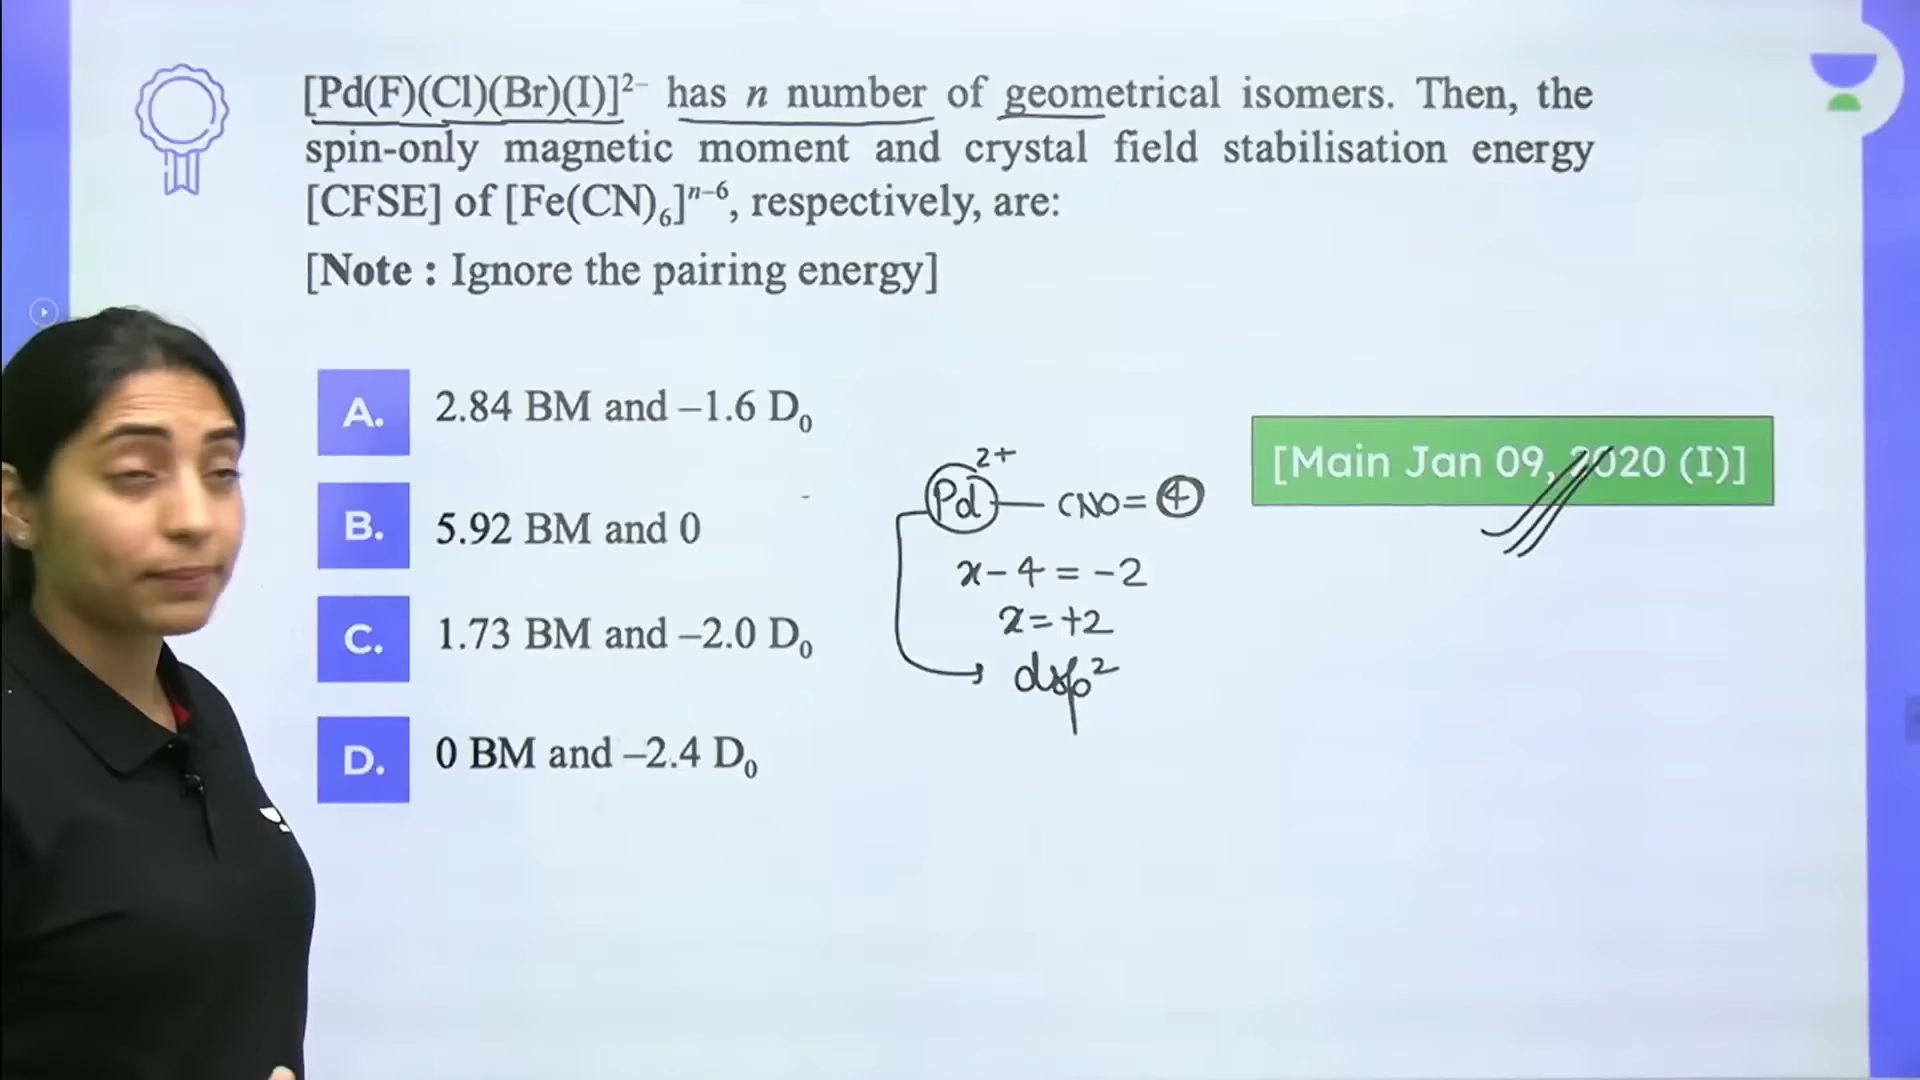 [Pd(F)(Cl)(Br)(I)]²⁻ has n number of geometrical isomers. Then, the
spin-only magnetic moment and crystal field stabilisation energy
[CFSE] of [Fe(CN)₆]ⁿ⁻⁶, respectively, are:
[Note : Ignore the pairing energy]
A. 2.84 BM and –1.6 D₀
B. 5.92 BM and 0
C. 1.73 BM and –2.0 D₀
D. 0 BM and –2.4 D₀
[Main Jan 09, 2020 (I)]
Pd²⁺ — CNO = 4
x - 4 = -2
x = +2
dsp²